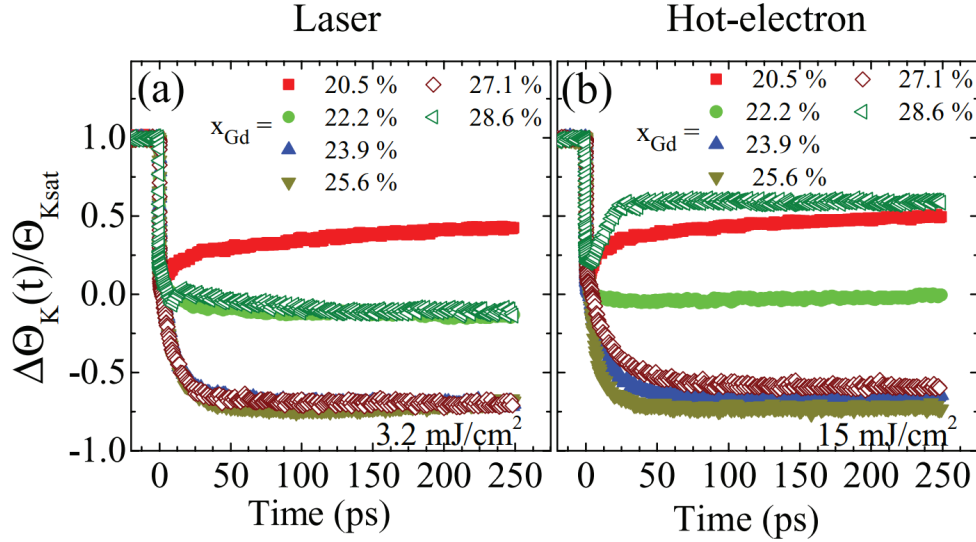 Laser
Hot-electron
(a)
20.5 %
27.1 %
22.2 %
28.6 %
x_Gd =
23.9 %
25.6 %
3.2 mJ/cm²
(b)
20.5 %
27.1 %
22.2 %
28.6 %
x_Gd =
23.9 %
25.6 %
15 mJ/cm²
ΔΘ_K(t)/Θ_Ksat
1.0
0.5
0.0
-0.5
-1.0
0 50 100 150 200 250
0 50 100 150 200 250
Time (ps)
Time (ps)